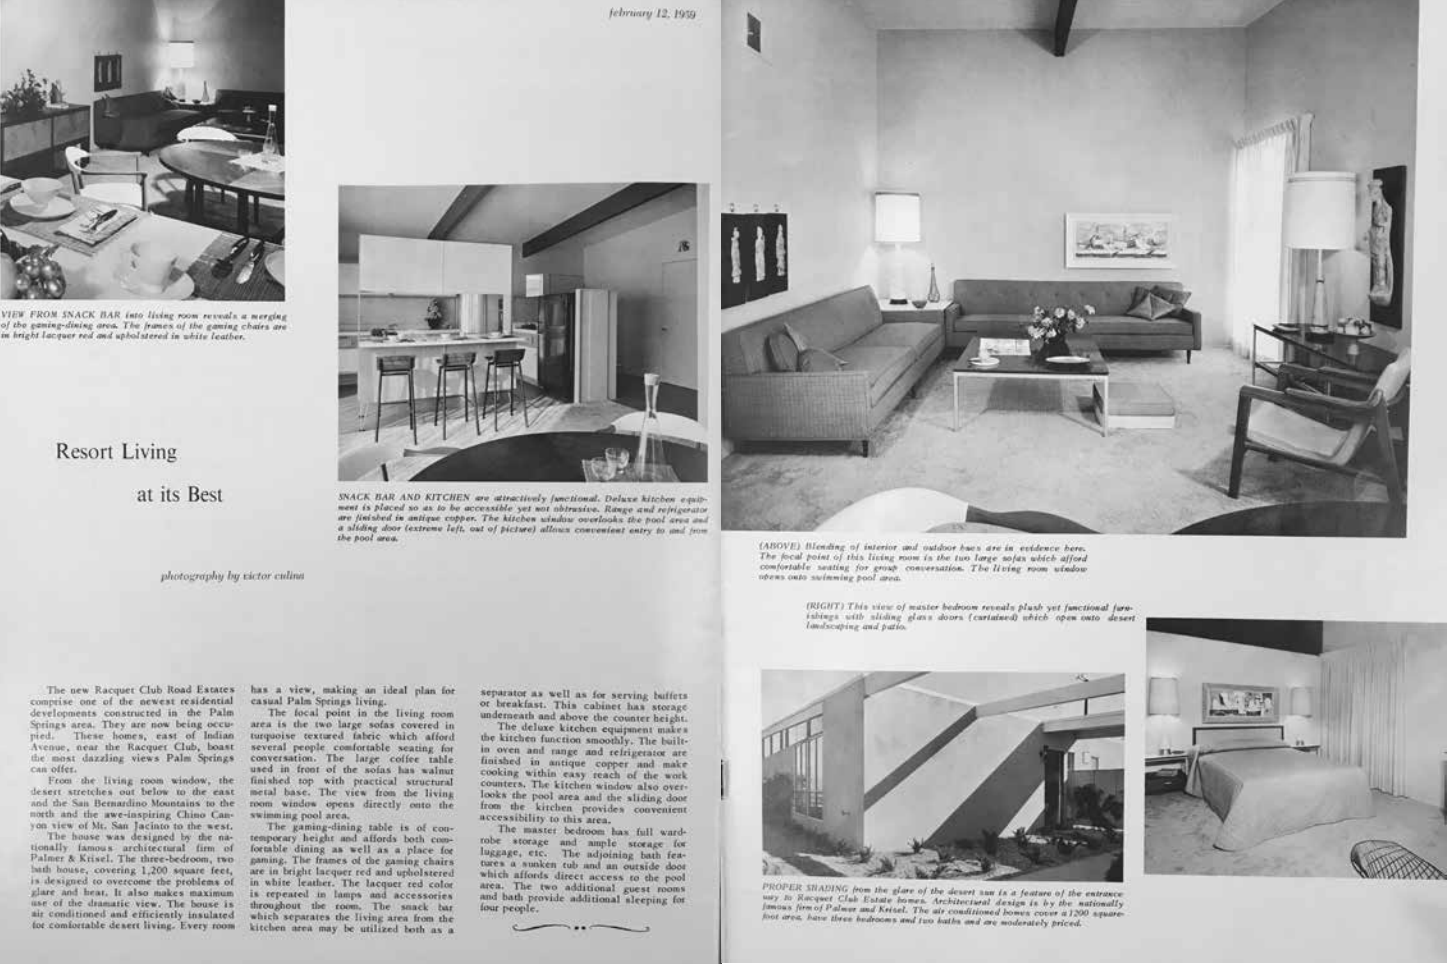 february 12, 1959
VIEW FROM SNACK BAR into living room reveals a merging
of the gaming-dining area. The frames of the gaming chairs are
in bright lacquer red and upholstered in white leather.
SNACK BAR AND KITCHEN are attractively functional. Deluxe kitchen equip-
ment is placed so as to be accessible yet not obtrusive. Range and refrigerator
are finished in antique copper. The kitchen window overlooks the pool area and
a sliding door (extreme left, out of picture) allows convenient entry to and from
the pool area.
Resort Living
at its Best
photography by victor culina
The new Racquet Club Road Estates
comprise one of the newest residential
developments constructed in the Palm
Springs area. They are now being occu-
pied. These homes, east of Indian
Avenue, near the Racquet Club, boast
the most dazzling views Palm Springs
can offer.
From the living room window, the
desert stretches out below to the east
and the San Bernardino Mountains to the
north and the awe-inspiring Chino Can-
yon view of Mt. San Jacinto to the west.
The house was designed by the na-
tionally famous architectural firm of
Palmer & Krisel. The three-bedroom, two
bath house, covering 1,200 square feet,
is designed to overcome the problems of
glare and heat. It also makes maximum
use of the dramatic view. The house is
air conditioned and efficiently insulated
for comfortable desert living. Every room
has a view, making an ideal plan for
casual Palm Springs living.
The focal point in the living room
area is the two large sofas covered in
turquoise textured fabric which afford
several people comfortable seating for
conversation. The large coffee table
used in front of the sofas has walnut
finished top with practical structural
metal base. The view from the living
room window opens directly onto the
swimming pool area.
The gaming-dining table is of con-
temporary height and affords both com-
fortable dining as well as a place for
gaming. The frames of the gaming chairs
are in bright lacquer red and upholstered
in white leather. The lacquer red color
is repeated in lamps and accessories
throughout the room. The snack bar
which separates the living area from the
kitchen area may be utilized both as a
separator as well as for serving buffets
or breakfast. This cabinet has storage
underneath and above the counter height.
The deluxe kitchen equipment makes
the kitchen function smoothly. The built-
in oven and range and refrigerator are
finished in antique copper and make
cooking within easy reach of the work
counters. The kitchen window also over-
looks the pool area and the sliding door
from the kitchen provides convenient
accessibility to this area.
The master bedroom has full ward-
robe storage and ample storage for
luggage, etc. The adjoining bath fea-
tures a sunken tub and an outside door
which affords direct access to the pool
area. The two additional guest rooms
and bath provide additional sleeping for
four people.
(ABOVE) Blending of interior and outdoor hues are in evidence here.
The focal point of this living room is the two large sofas which afford
comfortable seating for group conversation. The living room window
opens onto swimming pool area.
(RIGHT) This view of master bedroom reveals plush yet functional furn-
ishings with sliding glass doors (curtained) which open onto desert
landscaping and patio.
PROPER SHADING from the glare of the desert sun is a feature of the entrance
way to Racquet Club Estate homes. Architectural design is by the nationally
famous firm of Palmer and Krisel. The air conditioned homes cover a 1200 square-
foot area, have three bedrooms and two baths and are moderately priced.